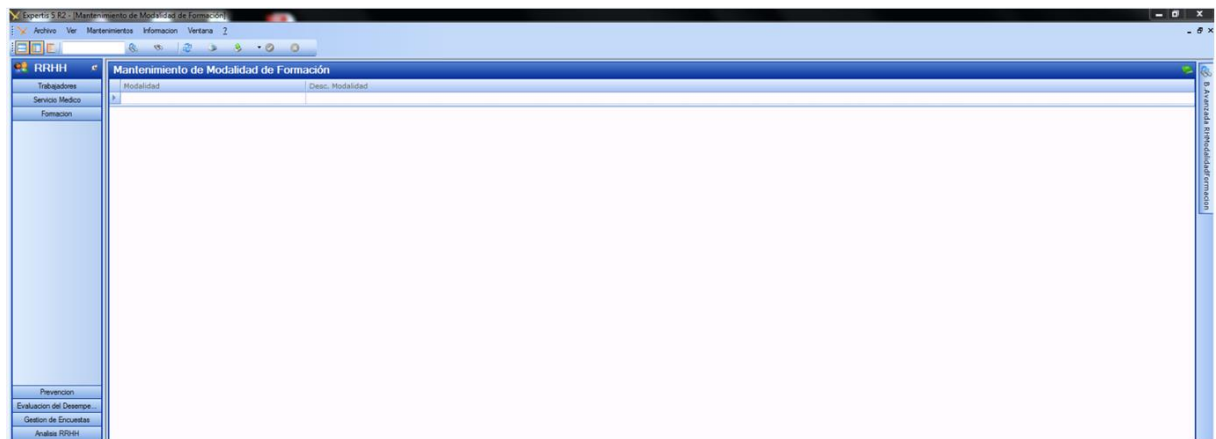 Expertis 5 R2 - [Mantenimiento de Modalidad de Formación]
Archivo Ver Mantenimientos Informacion Ventana ?
RRHH
Mantenimiento de Modalidad de Formación
Trabajadores
Modalidad Desc. Modalidad
Servicio Medico
Formacion
B.Avanzada RHModalidadFormacion
Prevencion
Evaluacion del Desempe...
Gestion de Encuestas
Analisis RRHH